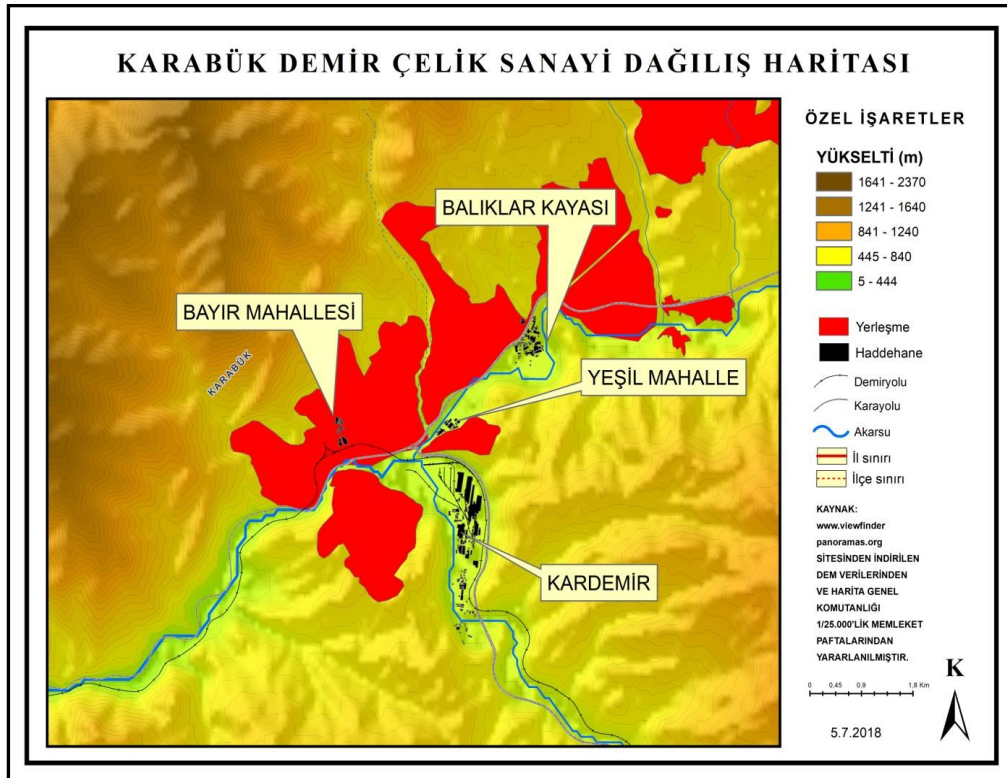 KARABÜK DEMİR ÇELİK SANAYİ DAĞILIŞ HARİTASI
BALIKLAR KAYASI
BAYIR MAHALLESİ
KARABÜK
YEŞİL MAHALLE
KARDEMİR
ÖZEL İŞARETLER
YÜKSELTİ (m)
1641 - 2370
1241 - 1640
841 - 1240
445 - 840
5 - 444
Yerleşme
Haddehane
Demiryolu
Karayolu
Akarsu
İl sınırı
İlçe sınırı
KAYNAK:
www.viewfinder
panoramas.org
SİTESİNDEN İNDİRİLEN
DEM VERİLERİNDEN
VE HARİTA GENEL
KOMUTANLIĞI
1/25.000'LİK MEMLEKET
PAFTALARINDAN
YARARLANILMIŞTIR.
K
0 0,45 0,9 1,8 Km
5.7.2018